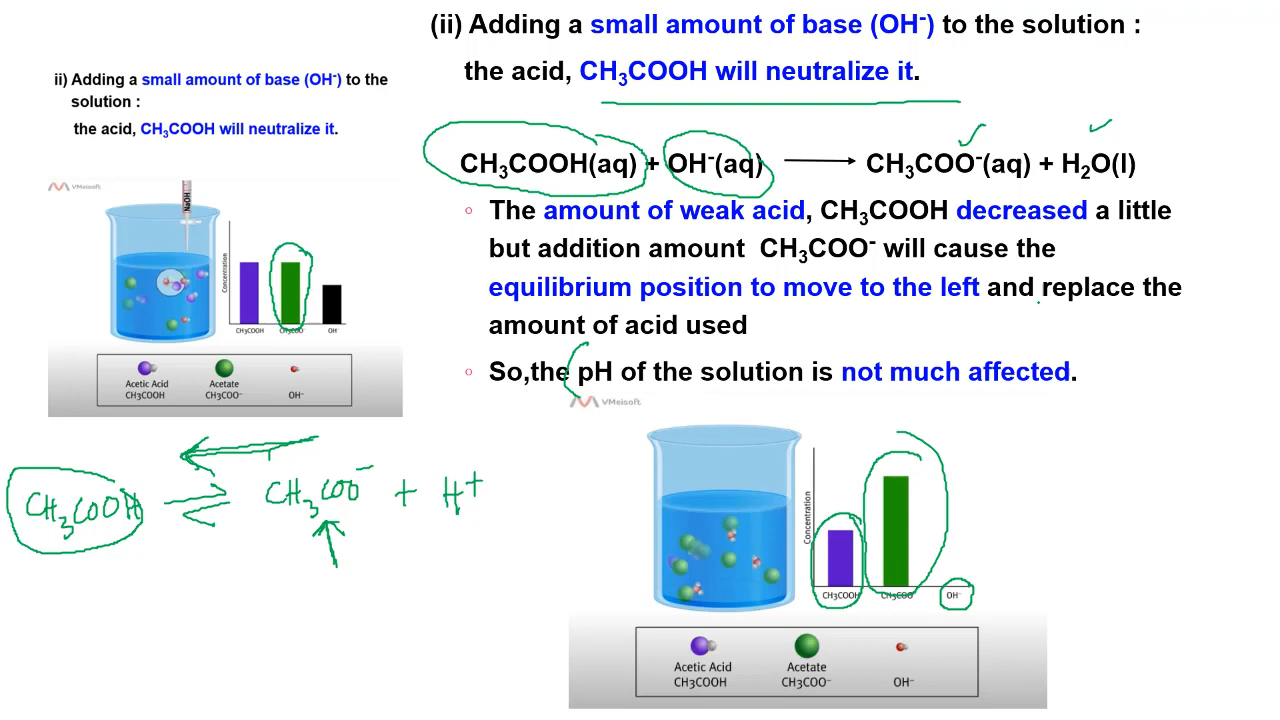 (ii) Adding a small amount of base (OH⁻) to the solution :
the acid, CH₃COOH will neutralize it.
CH₃COOH(aq) + OH⁻(aq) ⟶ CH₃COO⁻(aq) + H₂O(l)
◦ The amount of weak acid, CH₃COOH decreased a little
but addition amount CH₃COO⁻ will cause the
equilibrium position to move to the left and replace the
amount of acid used
◦ So,the pH of the solution is not much affected.
ii) Adding a small amount of base (OH⁻) to the
solution :
the acid, CH₃COOH will neutralize it.
VMeisoft
NaOH
Concentration
CH3COOH CH3COO⁻ OH⁻
Acetic Acid Acetate
CH3COOH CH3COO⁻ OH⁻
CH₃COOH ⇌ CH₃COO⁻ + H⁺
VMeisoft
Concentration
CH3COOH CH3COO⁻ OH⁻
Acetic Acid Acetate
CH3COOH CH3COO⁻ OH⁻